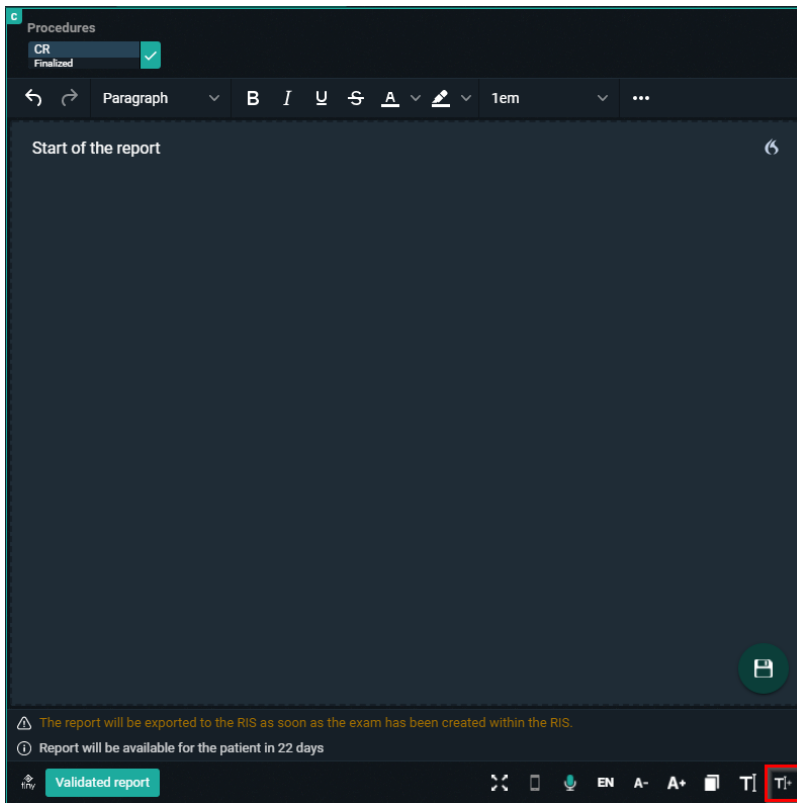 C
Procedures
CR
Finalized
Paragraph B I U S A 1em
Start of the report
The report will be exported to the RIS as soon as the exam has been created within the RIS.
Report will be available for the patient in 22 days
tiny Validated report EN A- A+ T T+